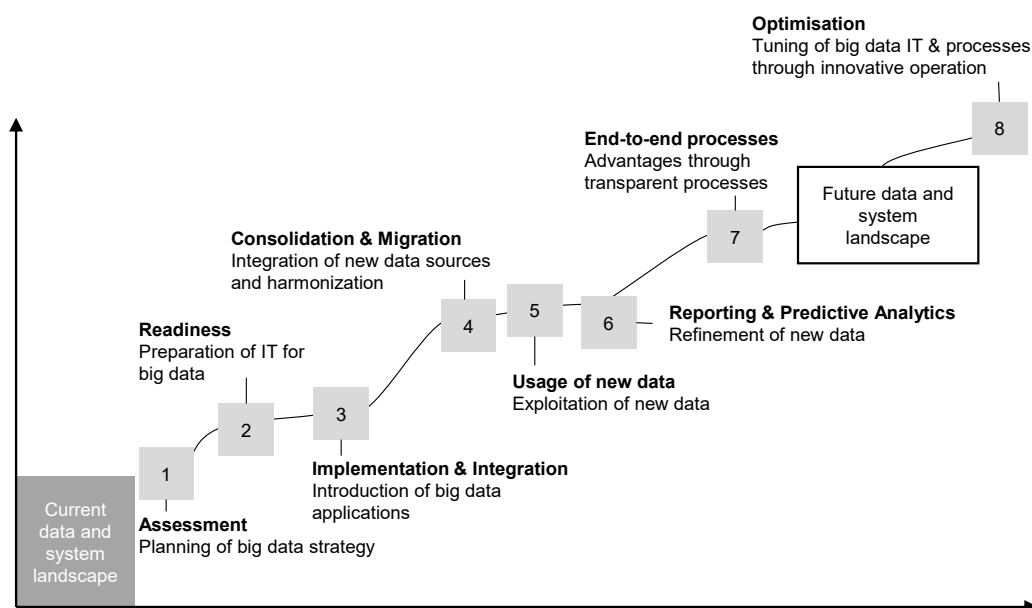 Optimisation
Tuning of big data IT & processes
through innovative operation
8
End-to-end processes
Advantages through
transparent processes
7
Future data and
system
landscape
Consolidation & Migration
Integration of new data sources
and harmonization
4
5
6
Reporting & Predictive Analytics
Refinement of new data
Usage of new data
Exploitation of new data
Readiness
Preparation of IT for
big data
2
3
Implementation & Integration
Introduction of big data
applications
1
Assessment
Planning of big data strategy
Current
data and
system
landscape